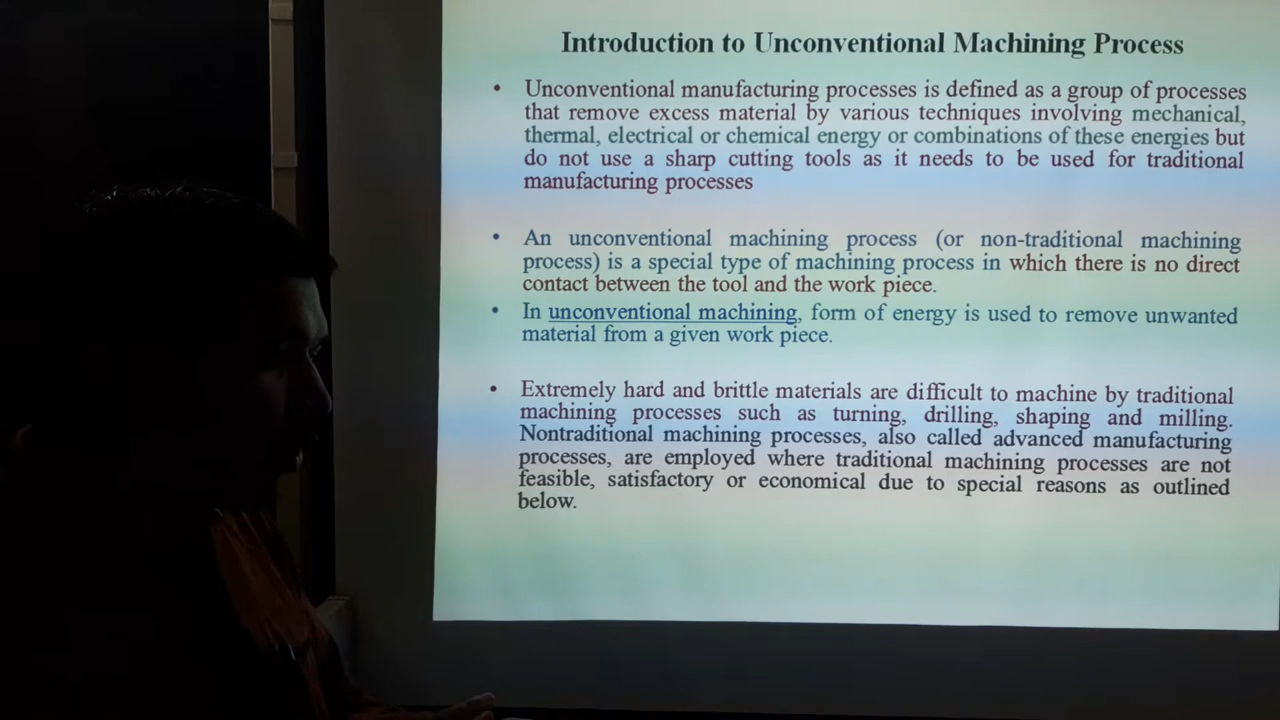 Introduction to Unconventional Machining Process
• Unconventional manufacturing processes is defined as a group of processes
that remove excess material by various techniques involving mechanical,
thermal, electrical or chemical energy or combinations of these energies but
do not use a sharp cutting tools as it needs to be used for traditional
manufacturing processes
• An unconventional machining process (or non-traditional machining
process) is a special type of machining process in which there is no direct
contact between the tool and the work piece.
• In unconventional machining, form of energy is used to remove unwanted
material from a given work piece.
• Extremely hard and brittle materials are difficult to machine by traditional
machining processes such as turning, drilling, shaping and milling.
Nontraditional machining processes, also called advanced manufacturing
processes, are employed where traditional machining processes are not
feasible, satisfactory or economical due to special reasons as outlined
below.